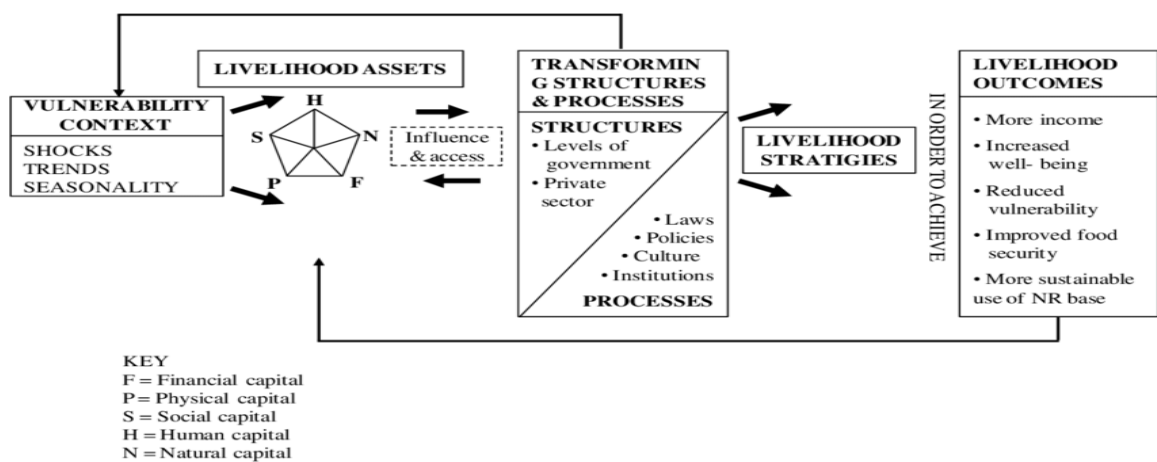 LIVELIHOOD ASSETS
VULNERABILITY
CONTEXT
SHOCKS
TRENDS
SEASONALITY
H
S
N
P
F
Influence
& access
TRANSFORMIN
G STRUCTURES
& PROCESSES
STRUCTURES
• Levels of
government
• Private
sector
• Laws
• Policies
• Culture
• Institutions
PROCESSES
LIVELIHOOD
STRATIGIES
IN ORDER TO ACHIEVE
LIVELIHOOD
OUTCOMES
• More income
• Increased
well- being
• Reduced
vulnerability
• Improved food
security
• More sustainable
use of NR base
KEY
F = Financial capital
P = Physical capital
S = Social capital
H = Human capital
N = Natural capital